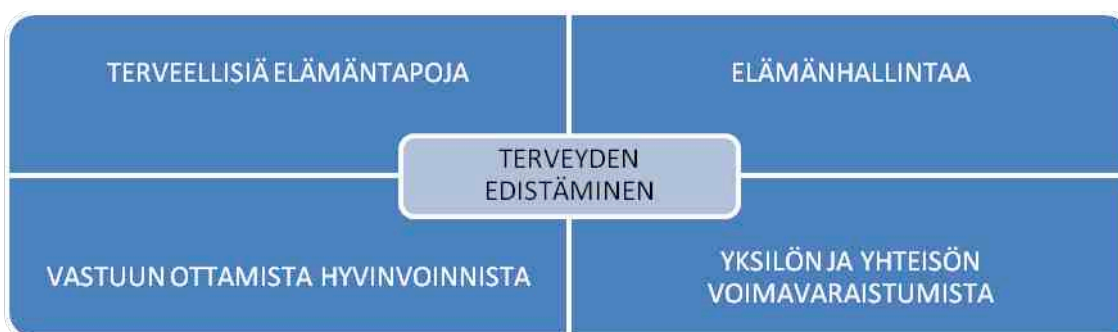 TERVEELLISIÄ ELÄMÄNTAPOJA
ELÄMÄNHALLINTAA
TERVEYDEN
EDISTÄMINEN
VASTUUN OTTAMISTA HYVINVOINNISTA
YKSILÖN JA YHTEISÖN
VOIMAVARAISTUMISTA